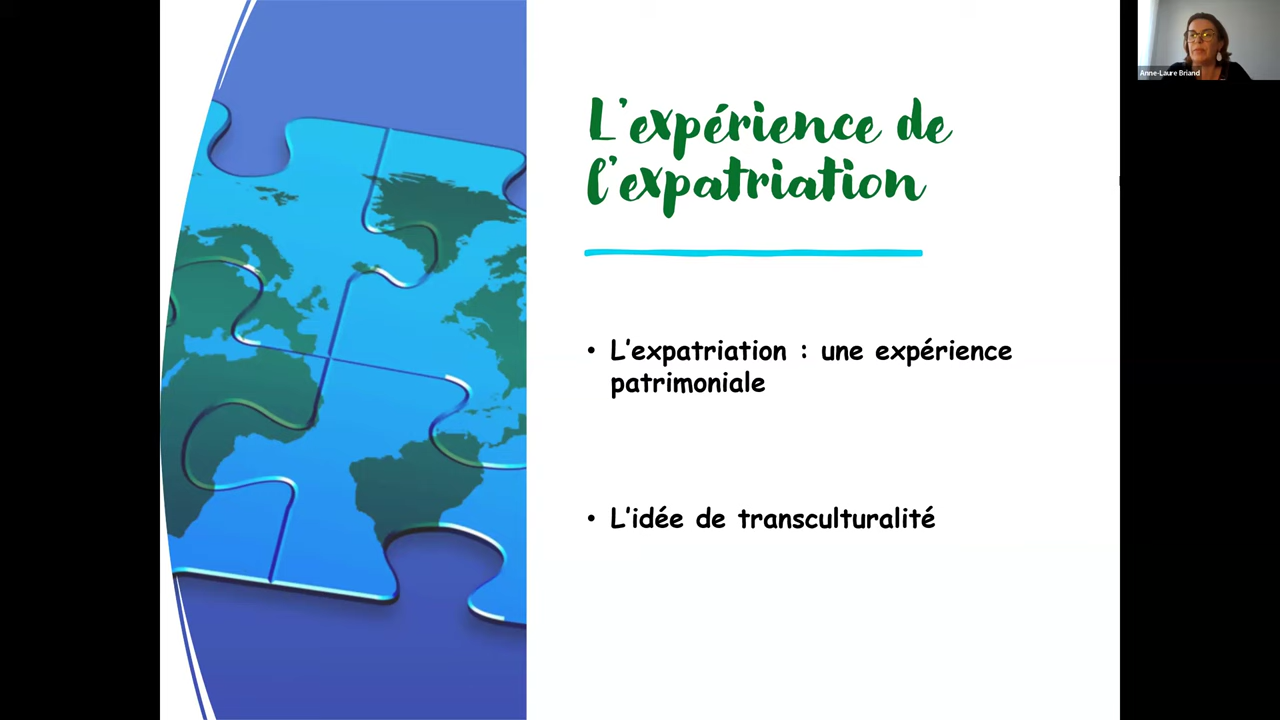 L'expérience de
l'expatriation
• L'expatriation : une expérience
patrimoniale
• L'idée de transculturalité
Anne-Laure Briand